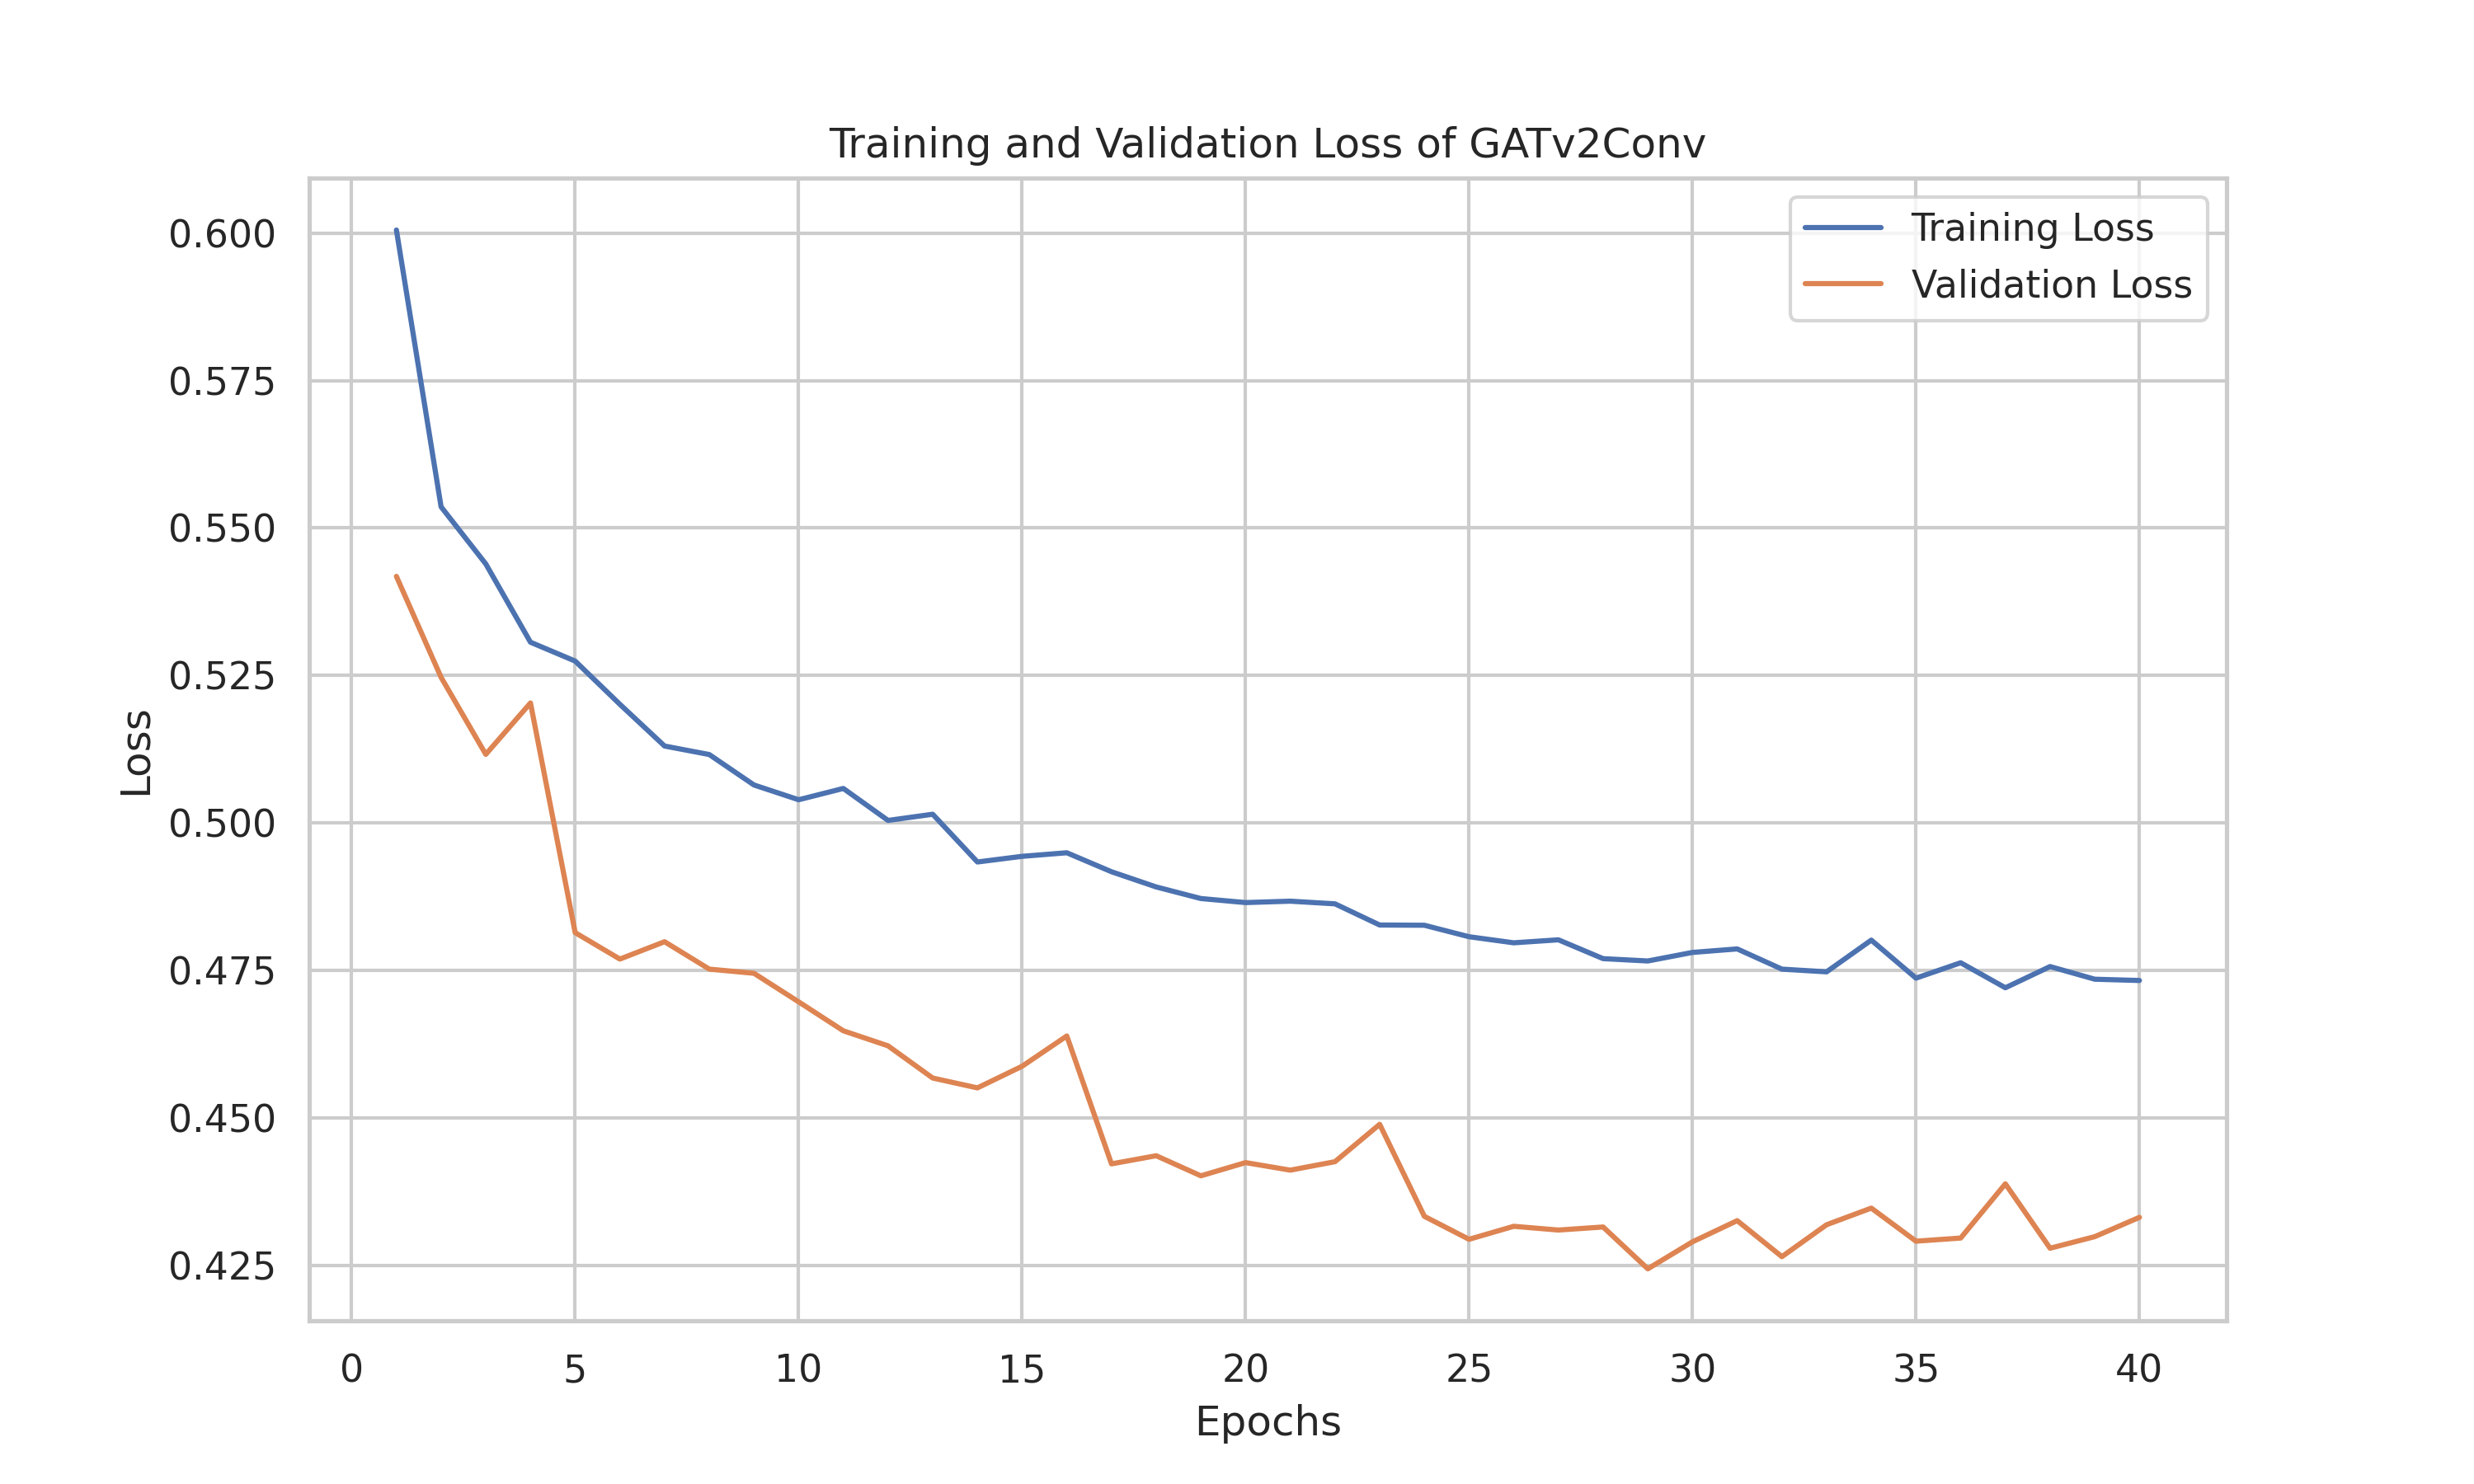 Training and Validation Loss of GATv2Conv
Training Loss
Validation Loss
0.600
0.575
0.550
0.525
0.500
0.475
0.450
0.425
Loss
0 5 10 15 20 25 30 35 40
Epochs